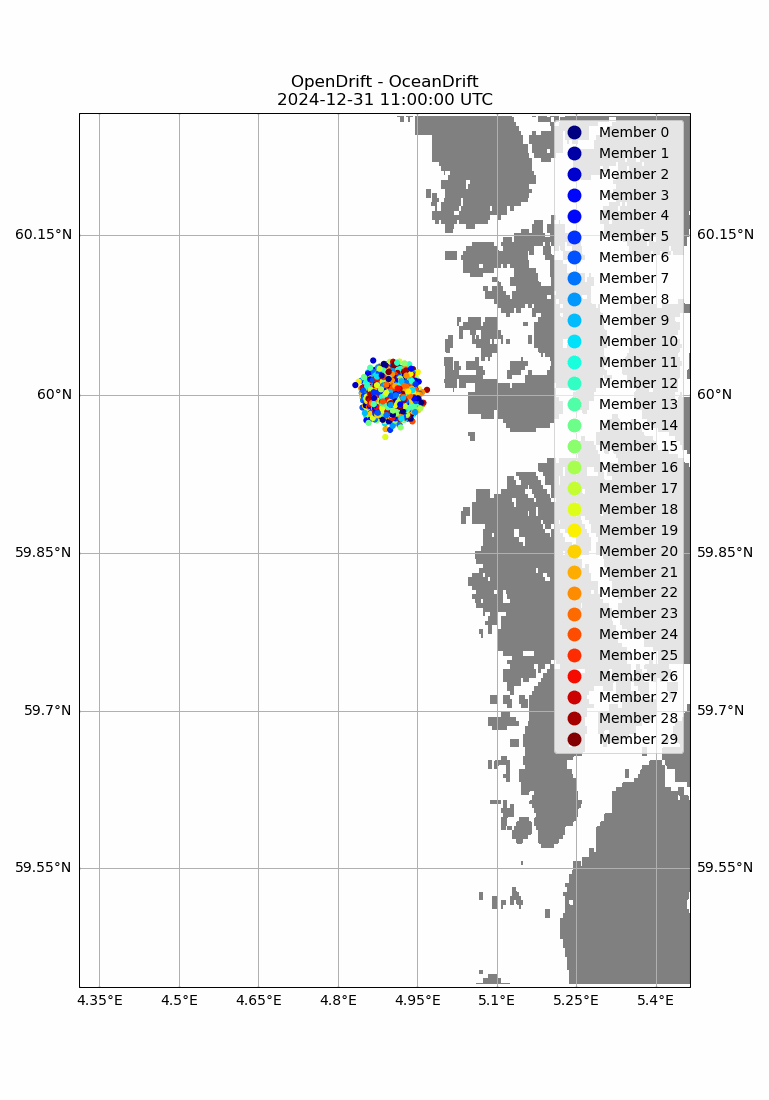 OpenDrift - OceanDrift
2024-12-31 11:00:00 UTC
Member 0
Member 1
Member 2
Member 3
Member 4
Member 5
Member 6
Member 7
Member 8
Member 9
Member 10
Member 11
Member 12
Member 13
Member 14
Member 15
Member 16
Member 17
Member 18
Member 19
Member 20
Member 21
Member 22
Member 23
Member 24
Member 25
Member 26
Member 27
Member 28
Member 29
60.15°N 60.15°N
60°N 60°N
59.85°N 59.85°N
59.7°N 59.7°N
59.55°N 59.55°N
4.35°E 4.5°E 4.65°E 4.8°E 4.95°E 5.1°E 5.25°E 5.4°E